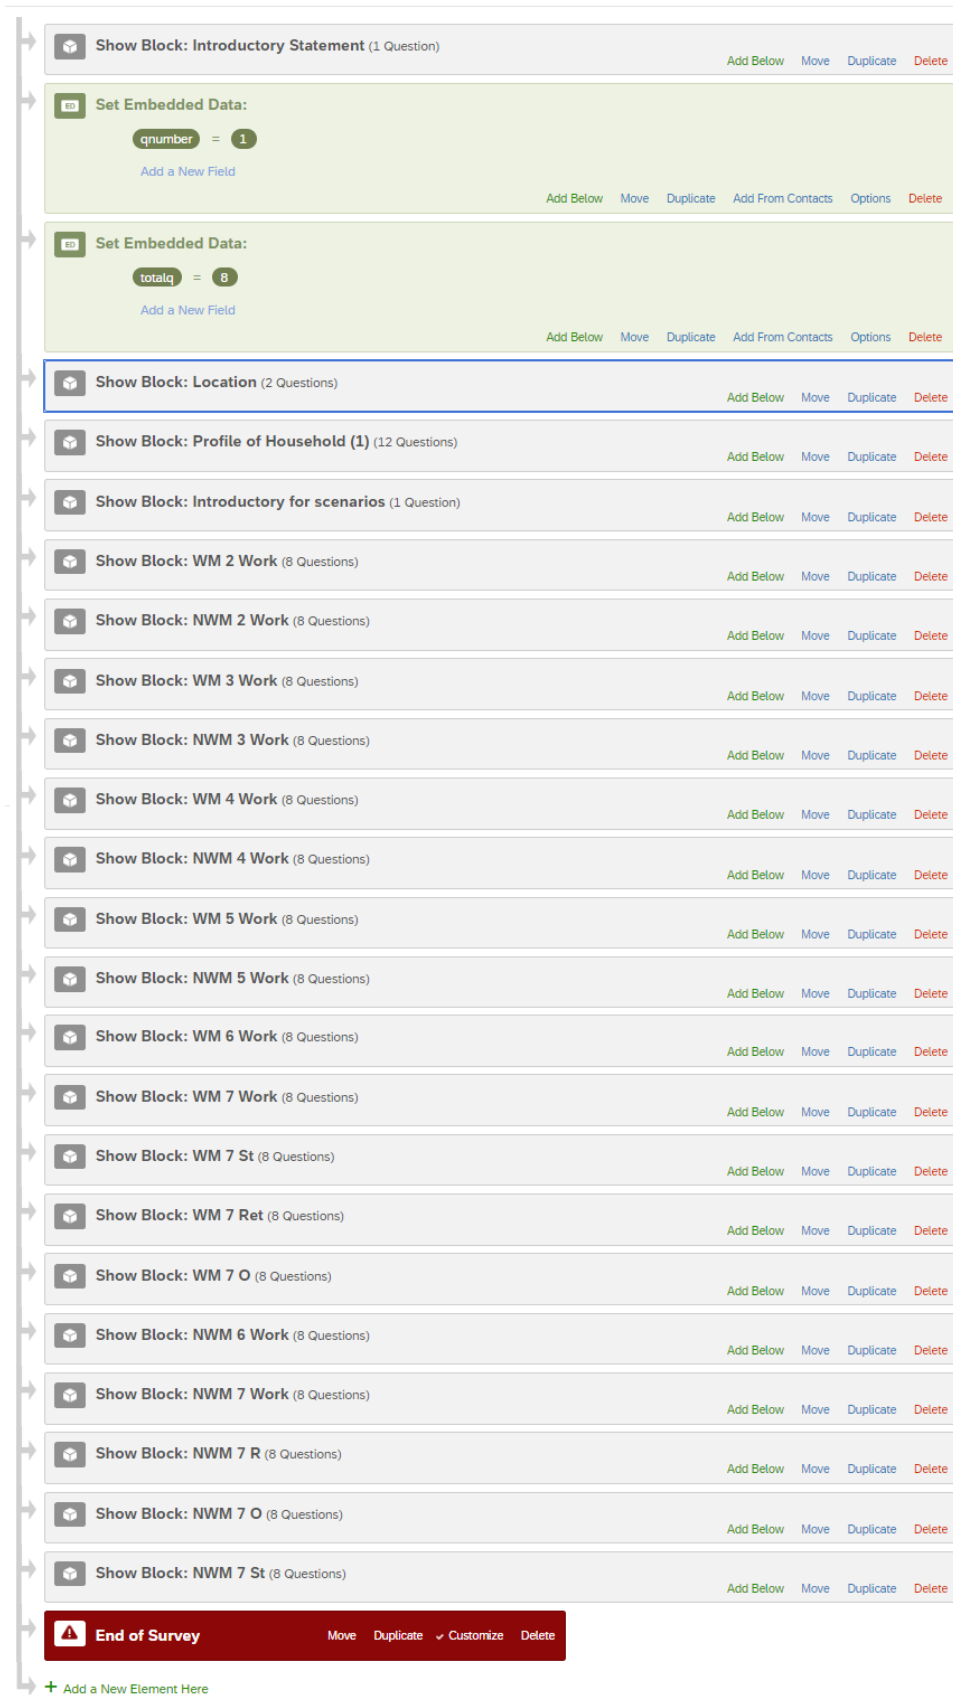 Show Block: Introductory Statement (1 Question)
Add Below Move Duplicate Delete
ED Set Embedded Data:
qnumber = 1
Add a New Field
Add Below Move Duplicate Add From Contacts Options Delete
ED Set Embedded Data:
totalq = 8
Add a New Field
Add Below Move Duplicate Add From Contacts Options Delete
Show Block: Location (2 Questions)
Add Below Move Duplicate Delete
Show Block: Profile of Household (1) (12 Questions)
Add Below Move Duplicate Delete
Show Block: Introductory for scenarios (1 Question)
Add Below Move Duplicate Delete
Show Block: WM 2 Work (8 Questions)
Add Below Move Duplicate Delete
Show Block: NWM 2 Work (8 Questions)
Add Below Move Duplicate Delete
Show Block: WM 3 Work (8 Questions)
Add Below Move Duplicate Delete
Show Block: NWM 3 Work (8 Questions)
Add Below Move Duplicate Delete
Show Block: WM 4 Work (8 Questions)
Add Below Move Duplicate Delete
Show Block: NWM 4 Work (8 Questions)
Add Below Move Duplicate Delete
Show Block: WM 5 Work (8 Questions)
Add Below Move Duplicate Delete
Show Block: NWM 5 Work (8 Questions)
Add Below Move Duplicate Delete
Show Block: WM 6 Work (8 Questions)
Add Below Move Duplicate Delete
Show Block: WM 7 Work (8 Questions)
Add Below Move Duplicate Delete
Show Block: WM 7 St (8 Questions)
Add Below Move Duplicate Delete
Show Block: WM 7 Ret (8 Questions)
Add Below Move Duplicate Delete
Show Block: WM 7 O (8 Questions)
Add Below Move Duplicate Delete
Show Block: NWM 6 Work (8 Questions)
Add Below Move Duplicate Delete
Show Block: NWM 7 Work (8 Questions)
Add Below Move Duplicate Delete
Show Block: NWM 7 R (8 Questions)
Add Below Move Duplicate Delete
Show Block: NWM 7 O (8 Questions)
Add Below Move Duplicate Delete
Show Block: NWM 7 St (8 Questions)
Add Below Move Duplicate Delete
End of Survey Move Duplicate Customize Delete
+ Add a New Element Here